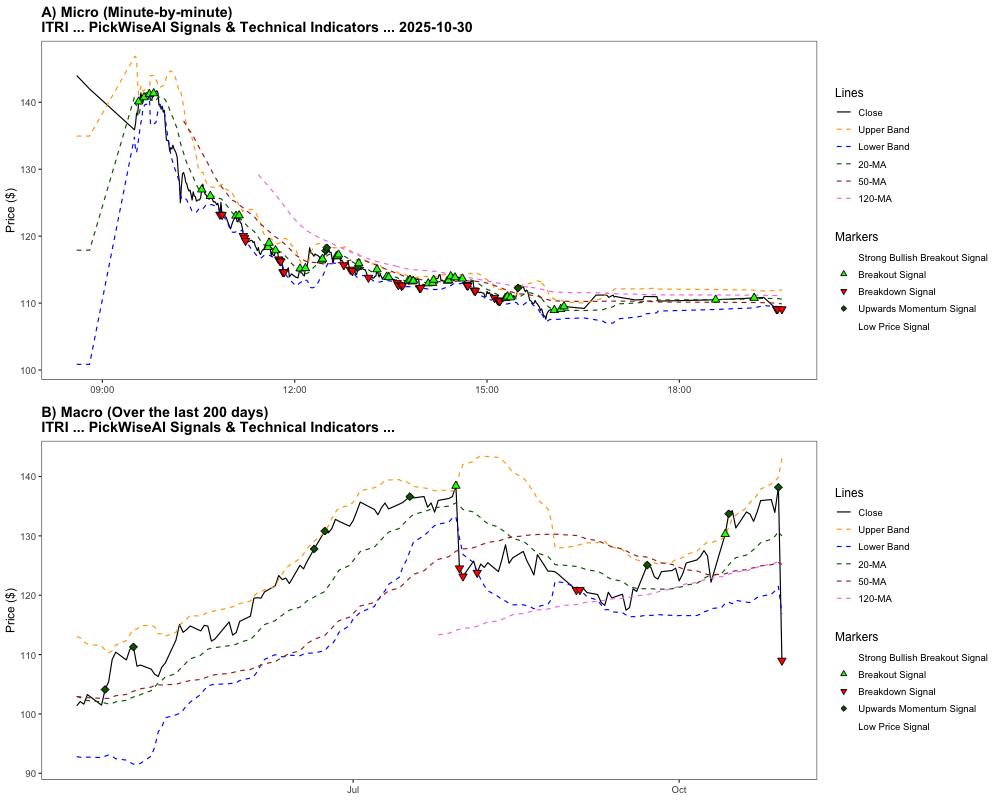 A) Micro (Minute-by-minute)
ITRI ... PickWiseAI Signals & Technical Indicators ... 2025-10-30
Price ($)
140
130
120
110
100
09:00
12:00
15:00
18:00
Lines
Close
Upper Band
Lower Band
20-MA
50-MA
120-MA
Markers
Strong Bullish Breakout Signal
Breakout Signal
Breakdown Signal
Upwards Momentum Signal
Low Price Signal
B) Macro (Over the last 200 days)
ITRI ... PickWiseAI Signals & Technical Indicators ...
Price ($)
140
130
120
110
100
90
Jul
Oct
Lines
Close
Upper Band
Lower Band
20-MA
50-MA
120-MA
Markers
Strong Bullish Breakout Signal
Breakout Signal
Breakdown Signal
Upwards Momentum Signal
Low Price Signal